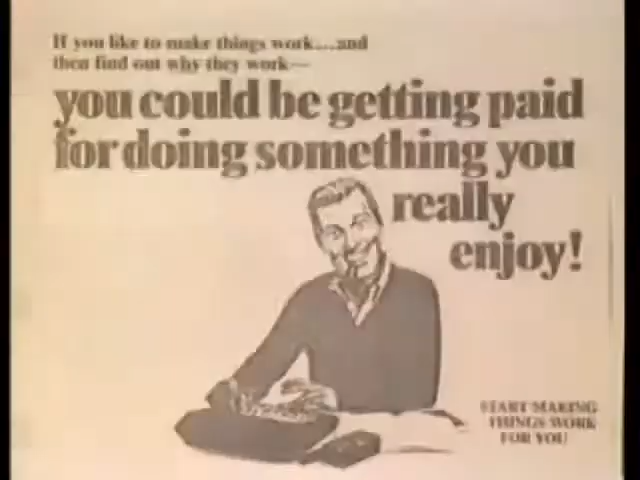 If you like to make things work....and
then find out why they work—
you could be getting paid
for doing something you
really
enjoy!
START MAKING
THINGS WORK
FOR YOU